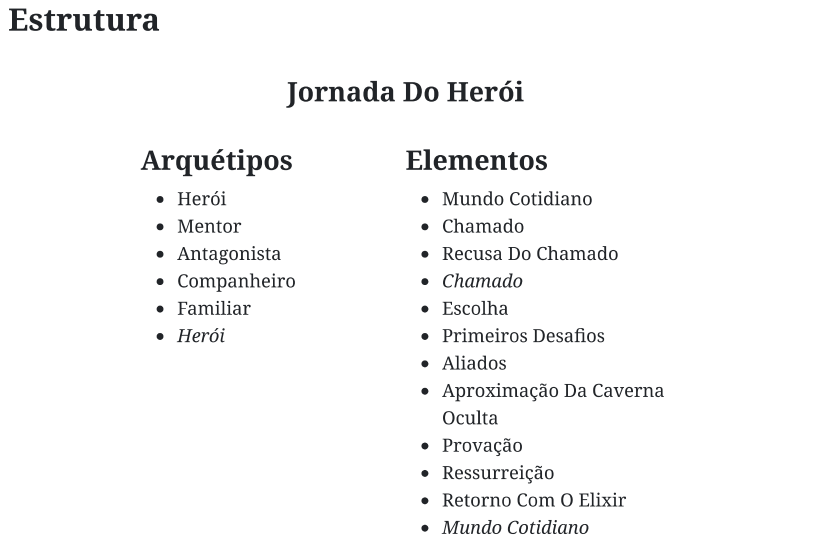 Estrutura
Jornada Do Herói
Arquétipos
Herói
Mentor
Antagonista
Companheiro
Familiar
Herói
Elementos
Mundo Cotidiano
Chamado
Recusa Do Chamado
Chamado
Escolha
Primeiros Desafios
Aliados
Aproximação Da Caverna
Oculta
Provação
Ressurreição
Retorno Com O Elixir
Mundo Cotidiano